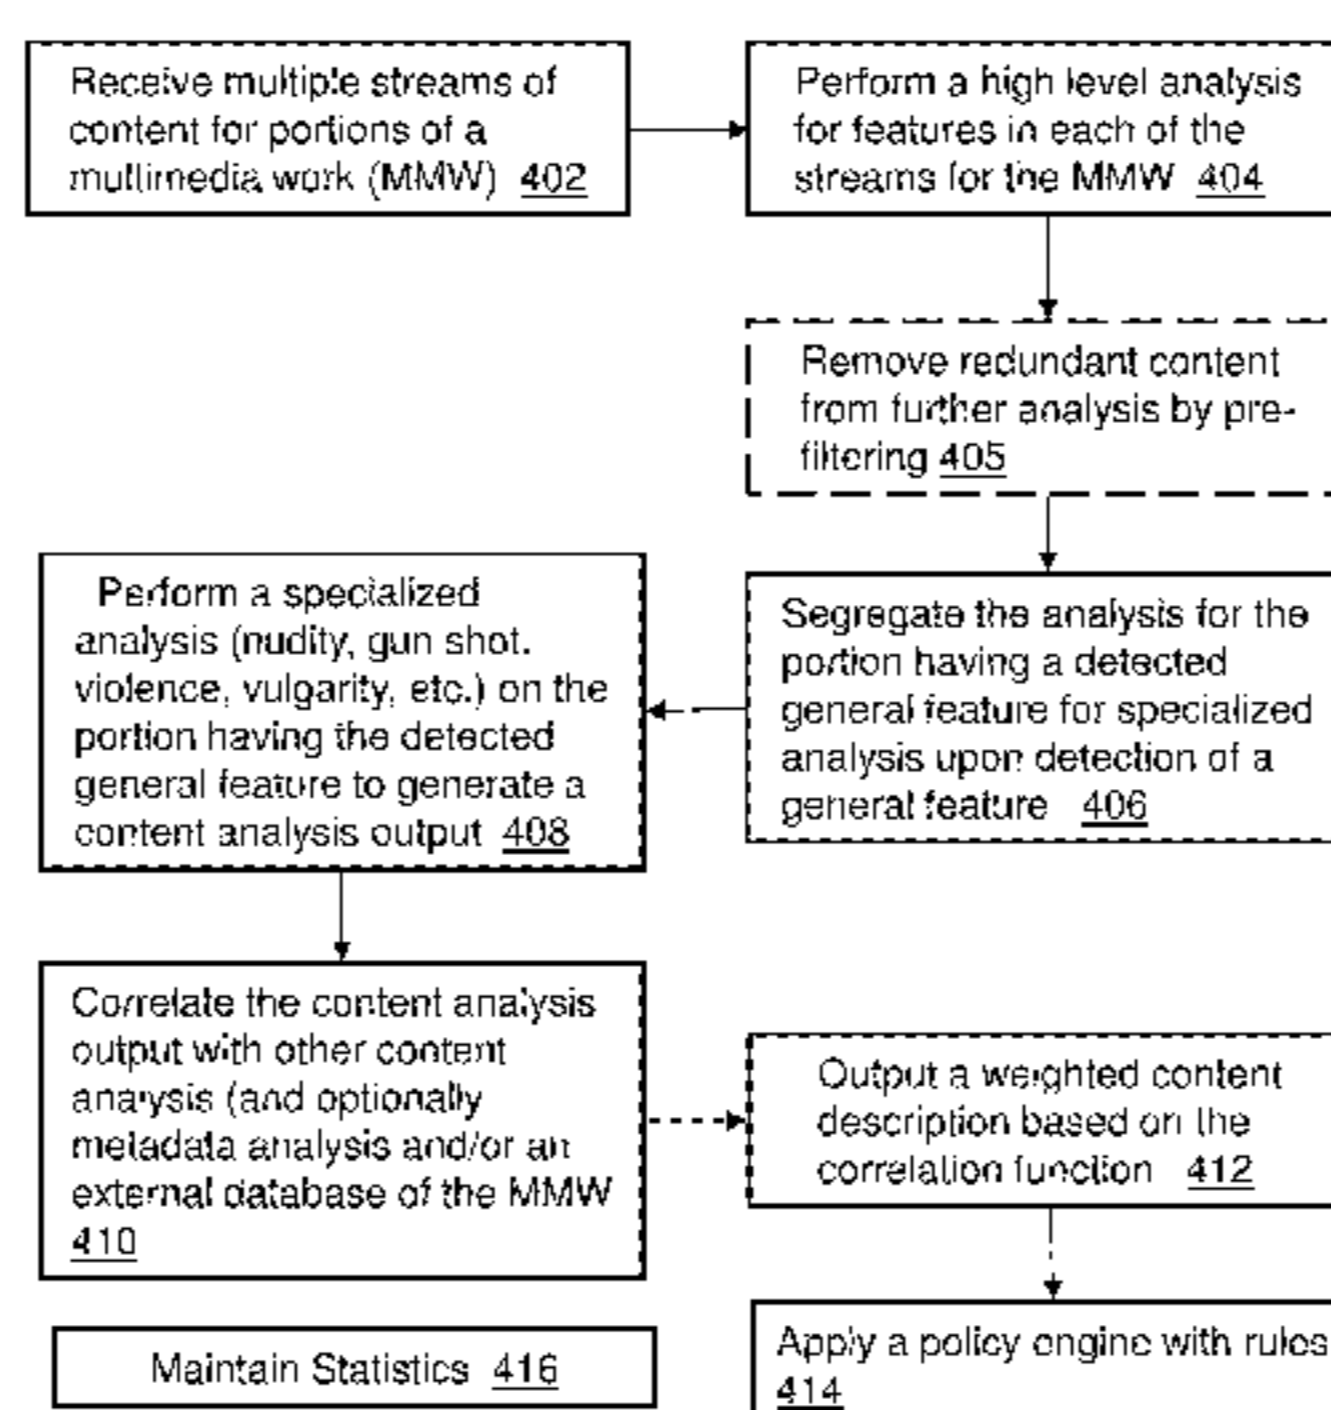 Receive multiple streams of
content for portions of a
multimedia work (MMW) 402
Perform a high level analysis
for features in each of the
streams for the MMW 404
Remove redundant content
from further analysis by pre-
filtering 405
Segregate the analysis for the
portion having a detected
general feature for specialized
analysis upon detection of a
general feature 406
Perform a specialized
analysis (nudity, gun shot.
violence, vulgarity, etc.) on the
portion having the detected
general feature to generate a
content analysis output 408
Correlate the content analysis
output with other content
analysis (and optionally
metadata analysis and/or an
external database of the MMW
410
Output a weighted content
description based on the
correlation function 412
Apply a policy engine with rules
414
Maintain Statistics 416